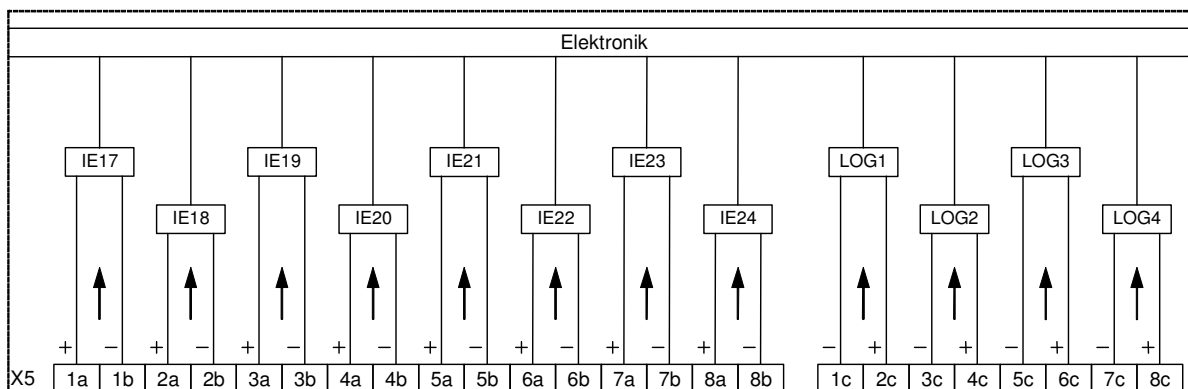 Elektronik
IE17 IE19 IE21 IE23 LOG1 LOG3
IE18 IE20 IE22 IE24 LOG2 LOG4
+ − + − + − + − + − + − + − + − − + − + − + − +
X5 1a 1b 2a 2b 3a 3b 4a 4b 5a 5b 6a 6b 7a 7b 8a 8b 1c 2c 3c 4c 5c 6c 7c 8c